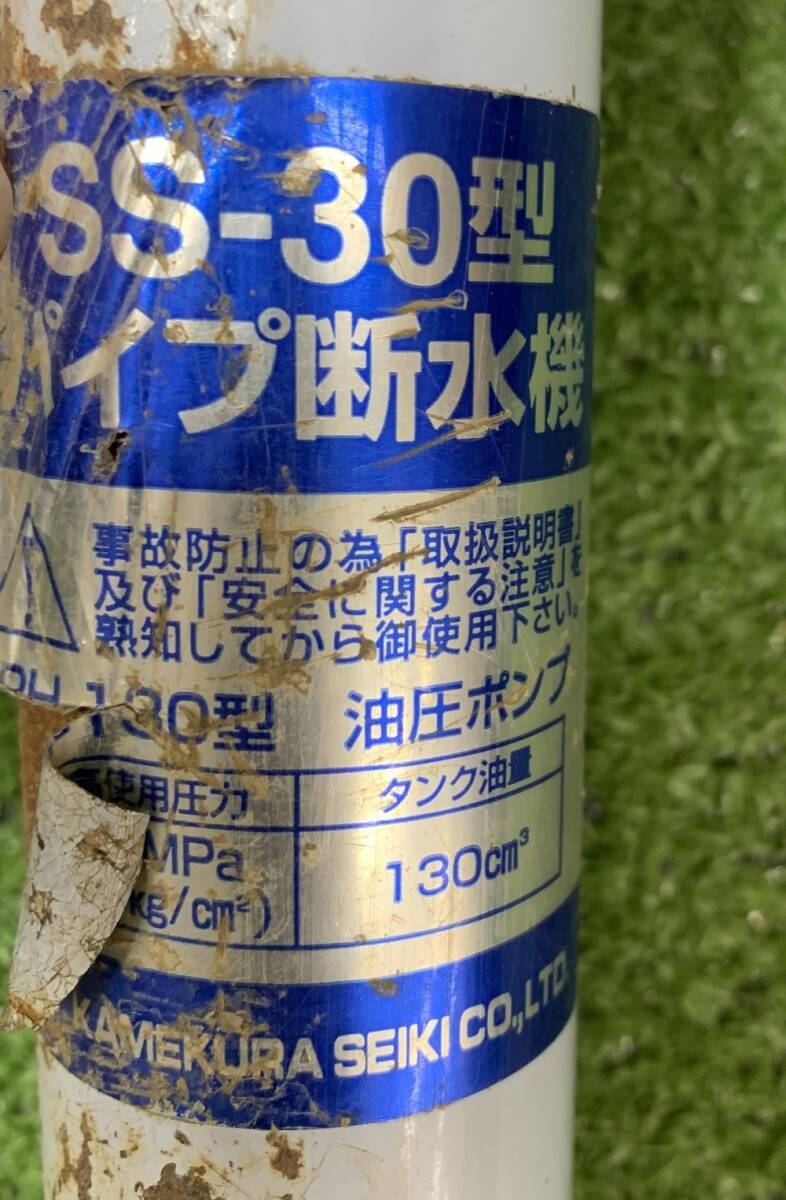 SS-30型
パイプ断水機
事故防止の為「取扱説明書」
及び「安全に関する注意」を
熟知してから御使用下さい。
130型 油圧ポンプ
使用圧力 タンク油量
MPa 130cm³
kg/cm²)
KAMEKURA SEIKI CO.,LTD.